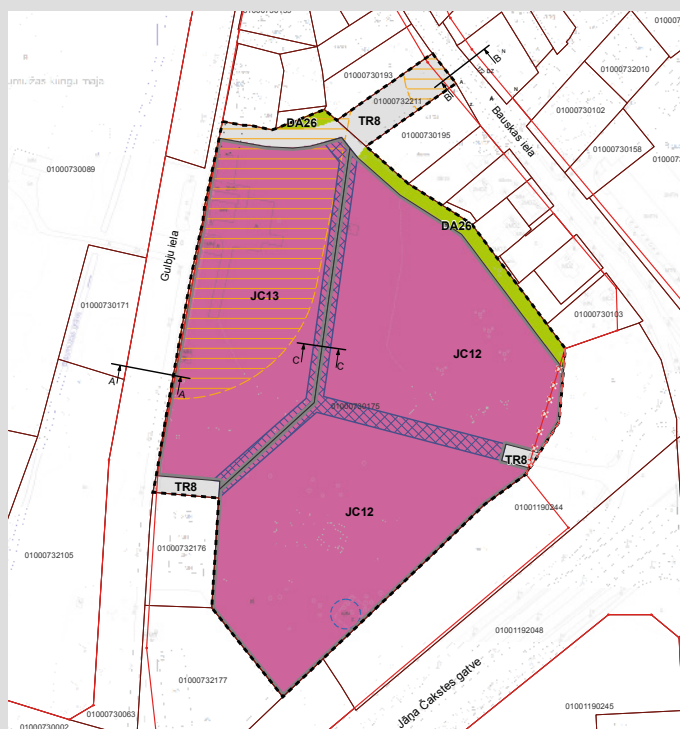 01000730193
01000732010
01000732211
DA26
TR8
B
B
01000730102
01000730195
Bauskas iela
01000730158
01000730089
DA26
Gulbju iela
JC13
01000730171
01000730103
JC12
C
C
A
A
01000730175
TR8
TR8
JC12
01001190244
01000732176
01000732105
01001192048
01000732177
Jāņa Čakstes gatve
01000730063
01001190245
01000730002